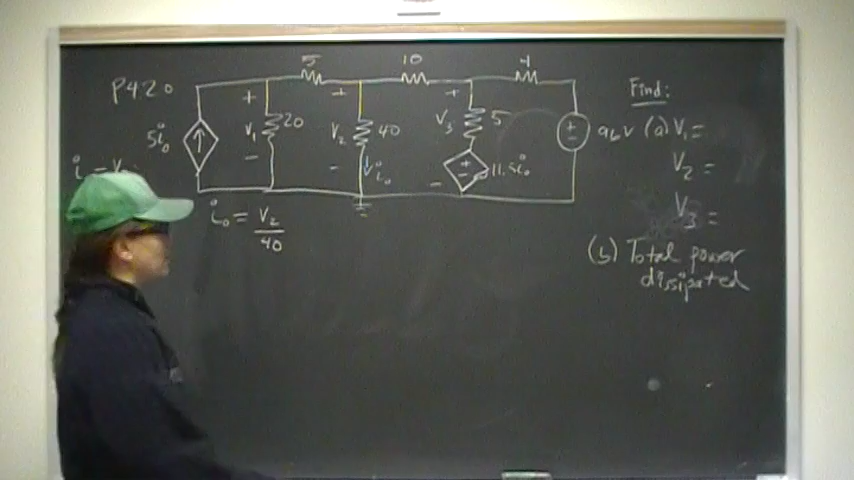 P4.20
5 10 4
Find:
+ + +
5i₀ V₁ 20 V₂ 40 V₃ 5 + - 96V (a) V₁ =
- - + - 11.5i₀ V₂ =
i₀
i₀ = V₂/40
V₃ =
(b) Total power
dissipated